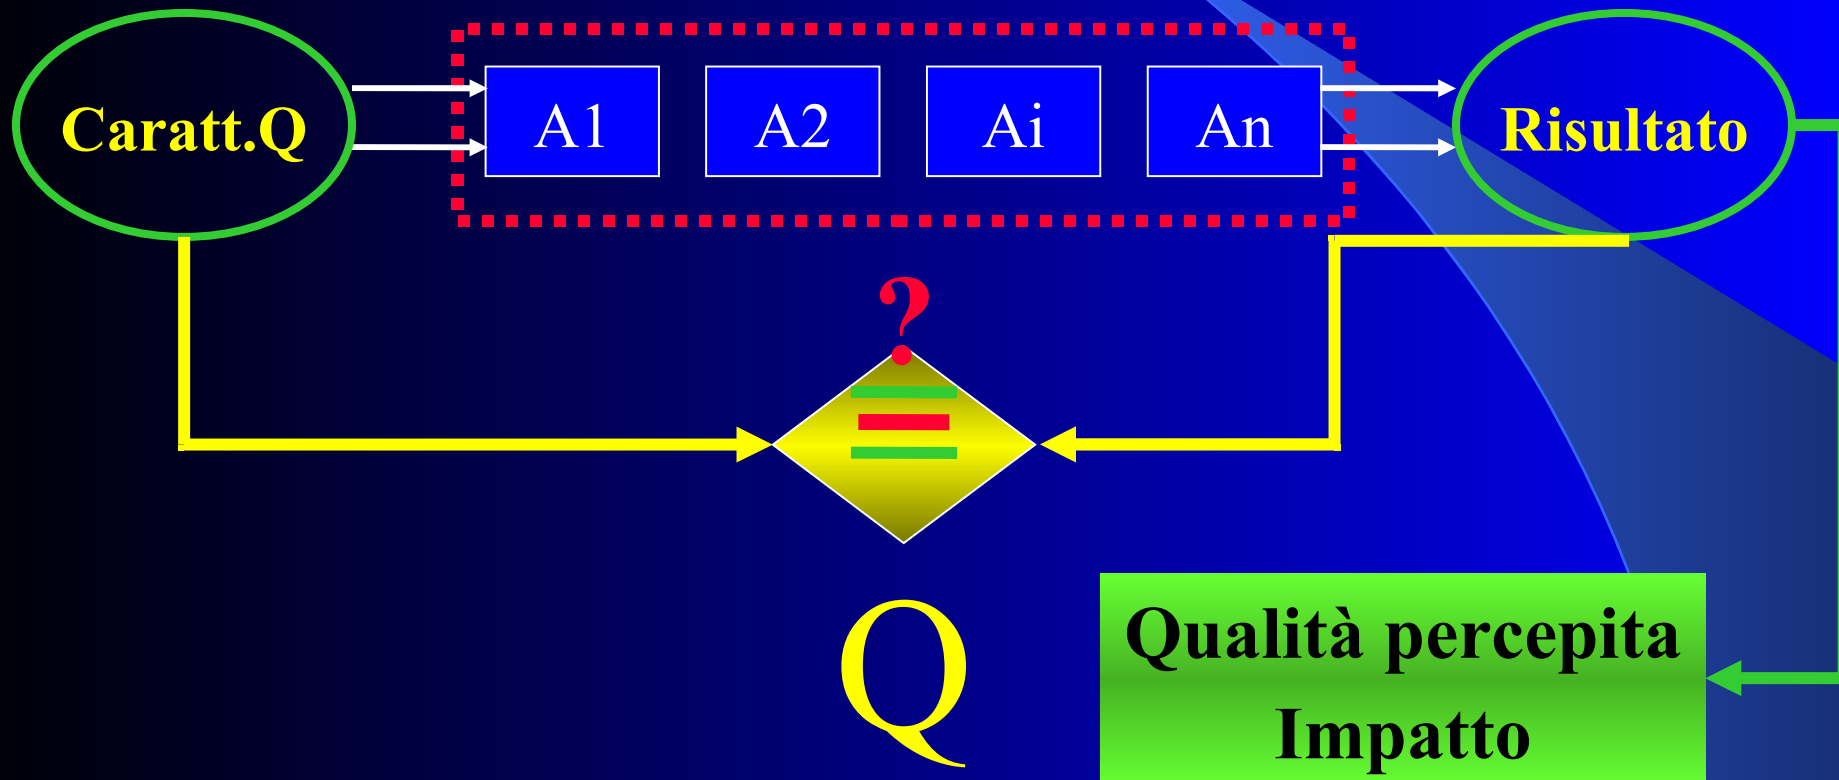 Caratt.Q
A1
A2
Ai
An
Risultato
?
Q
Qualità percepita
Impatto